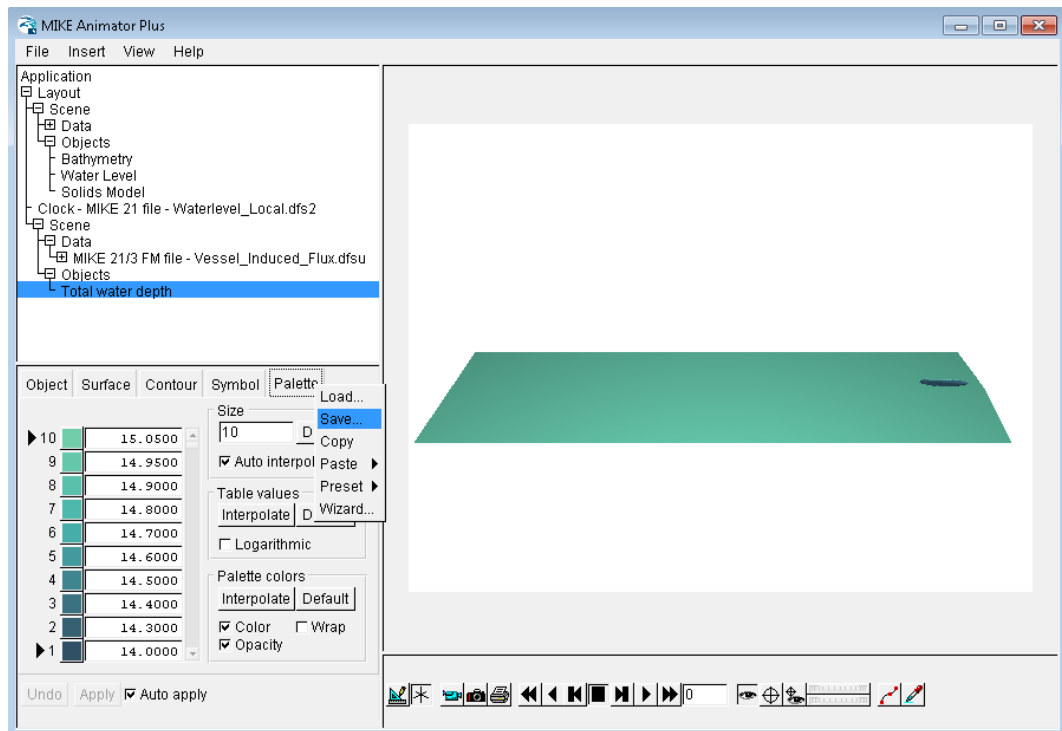 MIKE Animator Plus
File Insert View Help
Application
Layout
Scene
Data
Objects
Bathymetry
Water Level
Solids Model
Clock - MIKE 21 file - Waterlevel_Local.dfs2
Scene
Data
MIKE 21/3 FM file - Vessel_Induced_Flux.dfsu
Objects
Total water depth
Object Surface Contour Symbol Palette
Load...
Save...
Copy
Paste
Preset
Wizard...
Size
10 D
Auto interpol
Table values
Interpolate D
Logarithmic
Palette colors
Interpolate Default
Color Wrap
Opacity
10 15.0500
9 14.9500
8 14.9000
7 14.8000
6 14.7000
5 14.6000
4 14.5000
3 14.4000
2 14.3000
1 14.0000
Undo Apply Auto apply
0